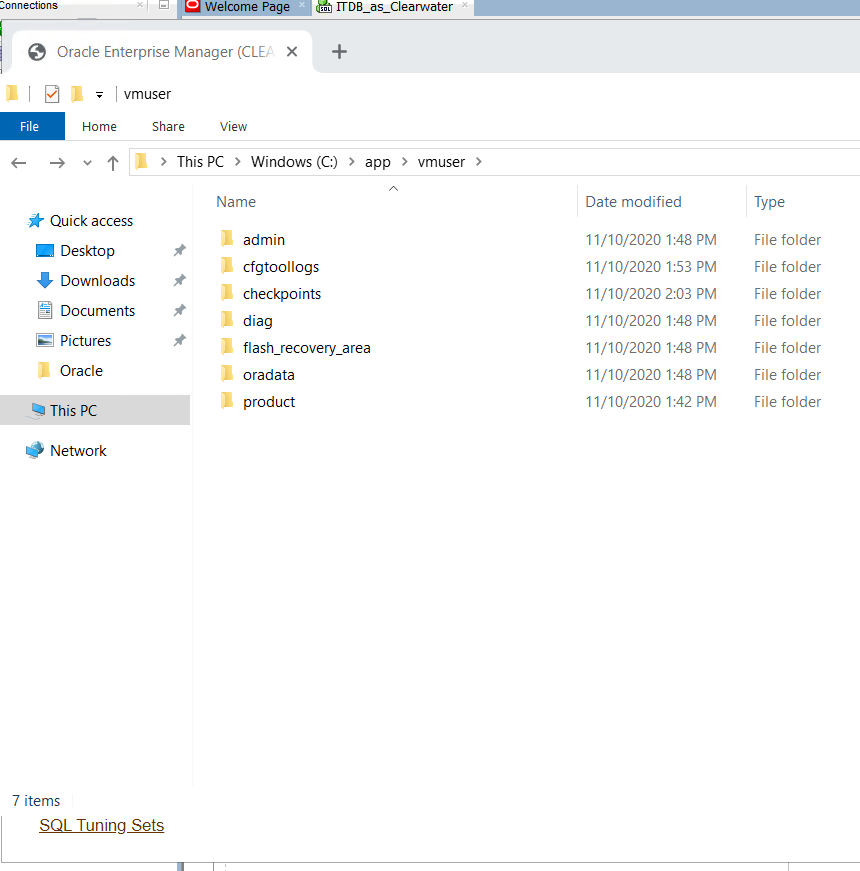 Connections
Welcome Page
ITDB_as_Clearwater
Oracle Enterprise Manager (CLEA
vmuser
File Home Share View
This PC Windows (C:) app vmuser
Name Date modified Type
Quick access
Desktop
Downloads
Documents
Pictures
Oracle
This PC
Network
admin 11/10/2020 1:48 PM File folder
cfgtoollogs 11/10/2020 1:53 PM File folder
checkpoints 11/10/2020 2:03 PM File folder
diag 11/10/2020 1:48 PM File folder
flash_recovery_area 11/10/2020 1:48 PM File folder
oradata 11/10/2020 1:48 PM File folder
product 11/10/2020 1:42 PM File folder
7 items
SQL Tuning Sets